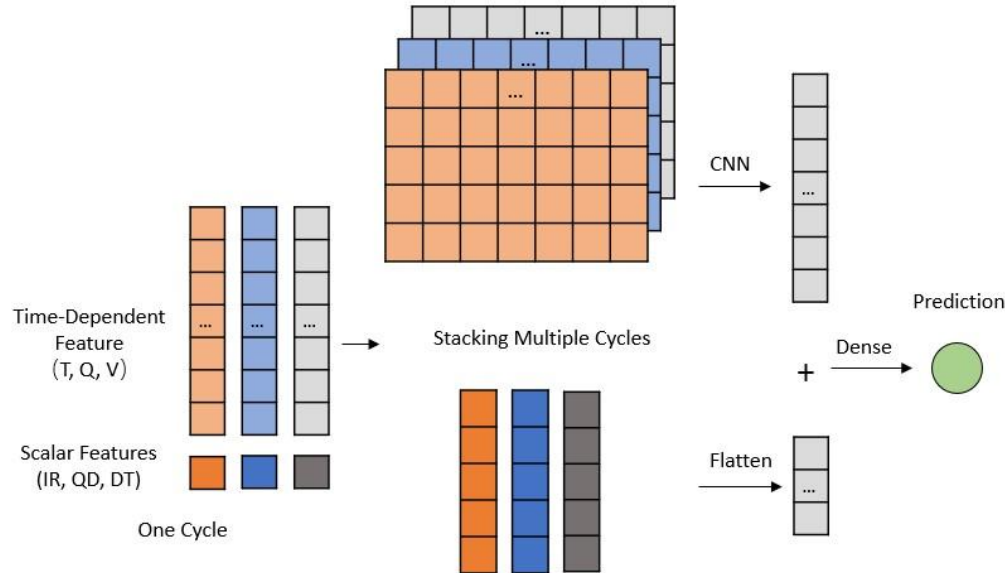 ...
...
...
CNN
...
... ... ...
Time-Dependent
Feature
(T, Q, V)
Stacking Multiple Cycles
Prediction
+
Dense
Scalar Features
(IR, QD, DT)
Flatten
...
One Cycle